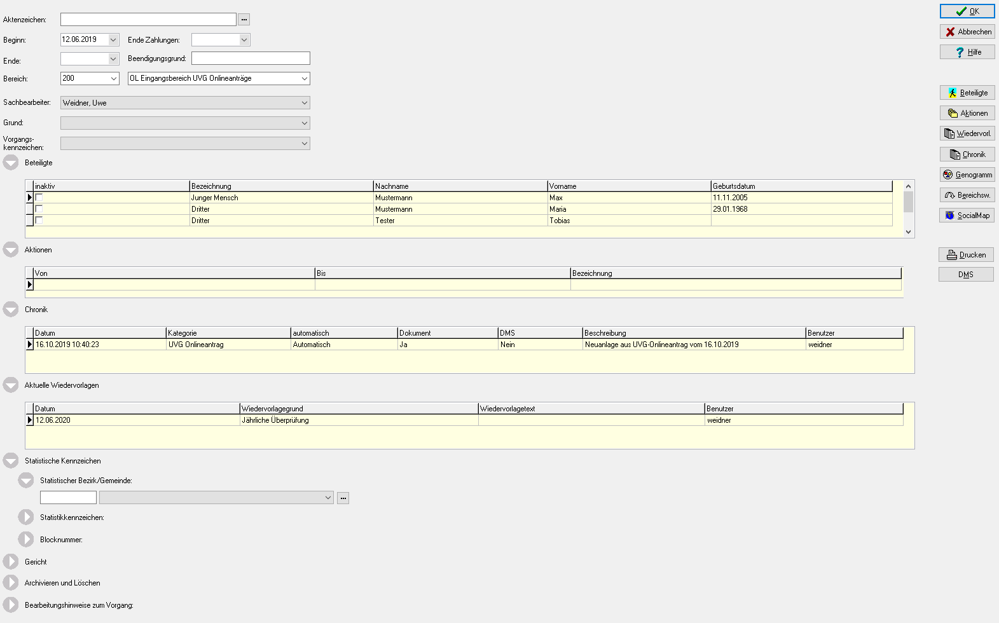 Aktenzeichen:
...
OK
Beginn:
12.06.2019
Ende Zahlungen:
Abbrechen
Ende:
Beendigungsgrund:
Hilfe
Bereich:
200
OL Eingangsbereich UVG Onlineanträge
Sachbearbeiter:
Weidner, Uwe
Grund:
Vorgangs-
kennzeichen:
Beteiligte
Aktionen
Wiedervorl.
Chronik
Genogramm
Bereichsw.
SocialMap
Drucken
DMS
Beteiligte
inaktiv Bezeichnung Nachname Vorname Geburtsdatum
Junger Mensch Mustermann Max 11.11.2005
Dritter Mustermann Maria 29.01.1968
Dritter Tester Tobias
Aktionen
Von Bis Bezeichnung
Chronik
Datum Kategorie automatisch Dokument DMS Beschreibung Benutzer
16.10.2019 10:40:23 UVG Onlineantrag Automatisch Ja Nein Neuanlage aus UVG-Onlineantrag vom 16.10.2019 weidner
Aktuelle Wiedervorlagen
Datum Wiedervorlagegrund Wiedervorlagetext Benutzer
12.06.2020 Jährliche Überprüfung weidner
Statistische Kennzeichen
Statistischer Bezirk/Gemeinde:
...
Statistikkennzeichen:
Blocknummer:
Gericht
Archivieren und Löschen
Bearbeitungshinweise zum Vorgang: